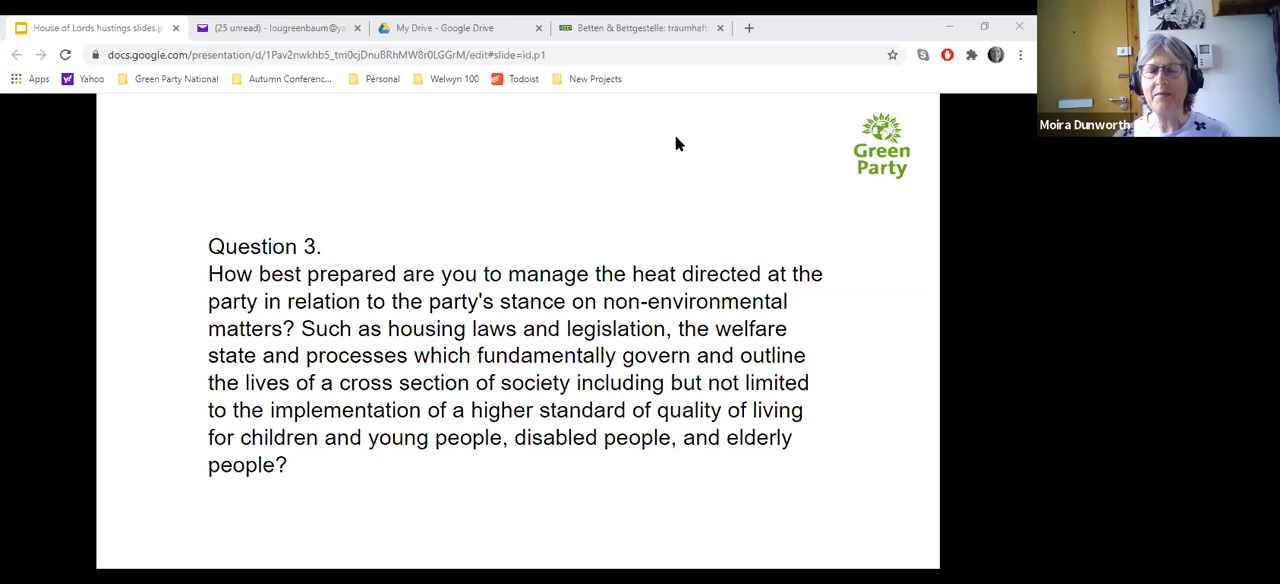 House of Lords hustings slides.p
(25 unread) - lougreenbaum@ya
My Drive - Google Drive
Betten & Bettgestelle: traumhaft
docs.google.com/presentation/d/1Pav2nwkhb5_tm0cjDnuBRhMW8r0LGGrM/edit#slide=id.p1
Apps
Yahoo
Green Party National
Autumn Conferenc...
Personal
Welwyn 100
Todoist
New Projects
Moira Dunworth
Green
Party
Question 3.
How best prepared are you to manage the heat directed at the
party in relation to the party's stance on non-environmental
matters? Such as housing laws and legislation, the welfare
state and processes which fundamentally govern and outline
the lives of a cross section of society including but not limited
to the implementation of a higher standard of quality of living
for children and young people, disabled people, and elderly
people?